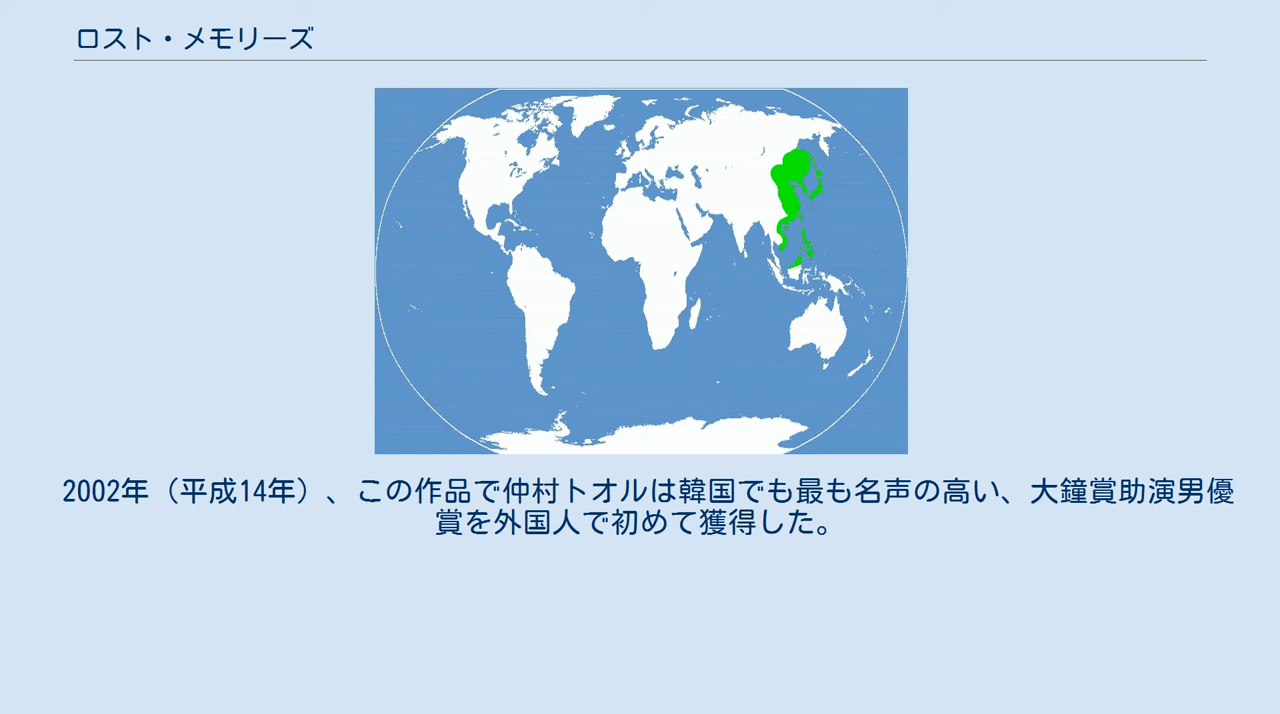 ロスト・メモリーズ
2002年（平成14年）、この作品で仲村トオルは韓国でも最も名声の高い、大鐘賞助演男優
賞を外国人で初めて獲得した。